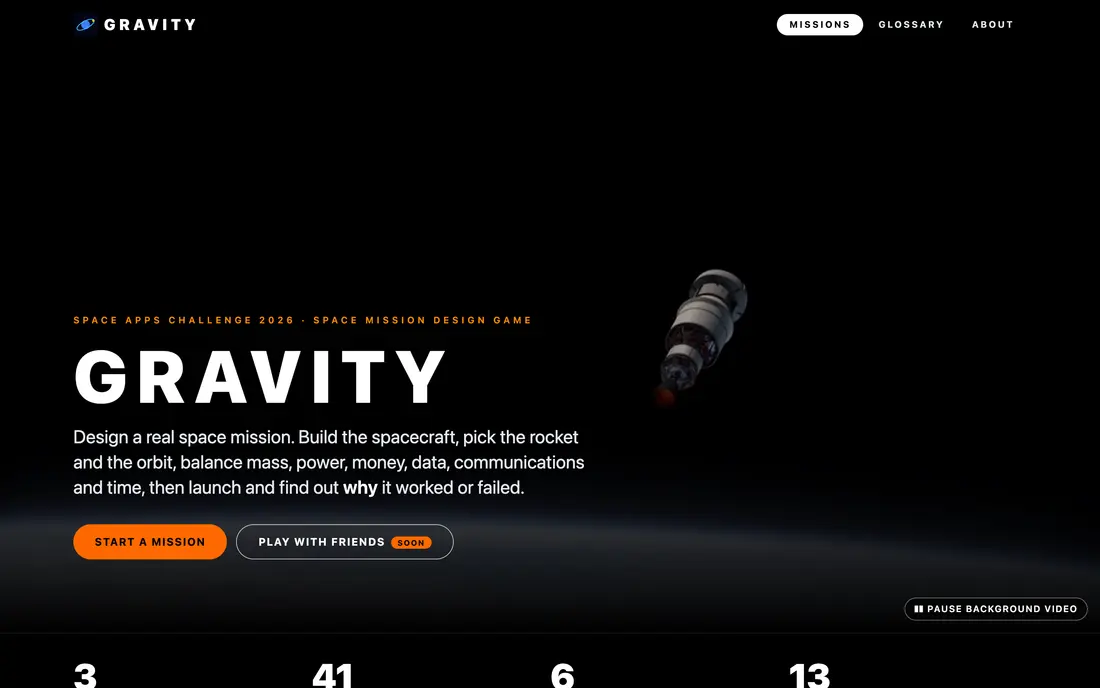 GRAVITY
MISSIONS
GLOSSARY
ABOUT
SPACE APPS CHALLENGE 2026 · SPACE MISSION DESIGN GAME
GRAVITY
Design a real space mission. Build the spacecraft, pick the rocket
and the orbit, balance mass, power, money, data, communications
and time, then launch and find out why it worked or failed.
START A MISSION
PLAY WITH FRIENDS SOON
PAUSE BACKGROUND VIDEO
3
41
6
13